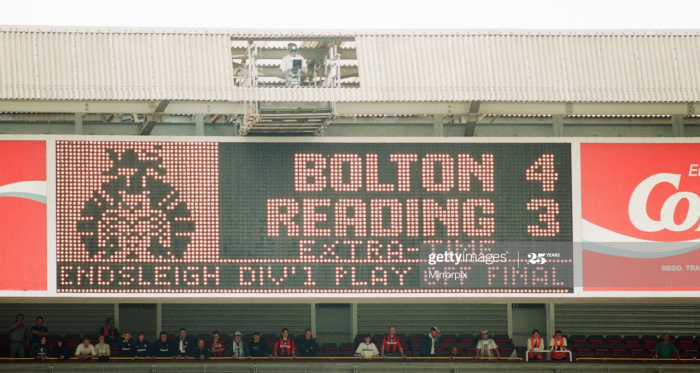 BOLTON 4
READING 3
EXTRA-TIME
ENDSLEIGH DIV'1 PLAY OFF FINAL
gettyimages®
Mirrorpix
25 YEARS
Co
REGD. TRA